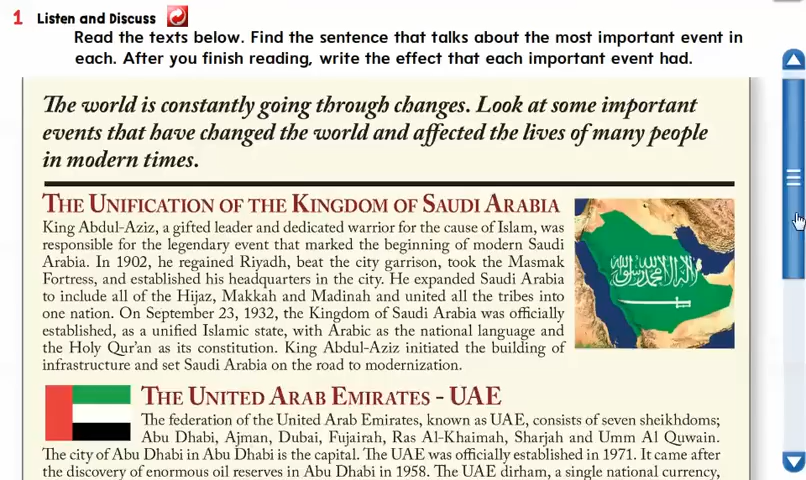 1 Listen and Discuss
Read the texts below. Find the sentence that talks about the most important event in
each. After you finish reading, write the effect that each important event had.
The world is constantly going through changes. Look at some important
events that have changed the world and affected the lives of many people
in modern times.
THE UNIFICATION OF THE KINGDOM OF SAUDI ARABIA
King Abdul-Aziz, a gifted leader and dedicated warrior for the cause of Islam, was
responsible for the legendary event that marked the beginning of modern Saudi
Arabia. In 1902, he regained Riyadh, beat the city garrison, took the Masmak
Fortress, and established his headquarters in the city. He expanded Saudi Arabia
to include all of the Hijaz, Makkah and Madinah and united all the tribes into
one nation. On September 23, 1932, the Kingdom of Saudi Arabia was officially
established, as a unified Islamic state, with Arabic as the national language and
the Holy Qur'an as its constitution. King Abdul-Aziz initiated the building of
infrastructure and set Saudi Arabia on the road to modernization.
لا إله إلا الله محمد رسول الله
THE UNITED ARAB EMIRATES - UAE
The federation of the United Arab Emirates, known as UAE, consists of seven sheikhdoms;
Abu Dhabi, Ajman, Dubai, Fujairah, Ras Al-Khaimah, Sharjah and Umm Al Quwain.
The city of Abu Dhabi in Abu Dhabi is the capital. The UAE was officially established in 1971. It came after
the discovery of enormous oil reserves in Abu Dhabi in 1958. The UAE dirham, a single national currency,